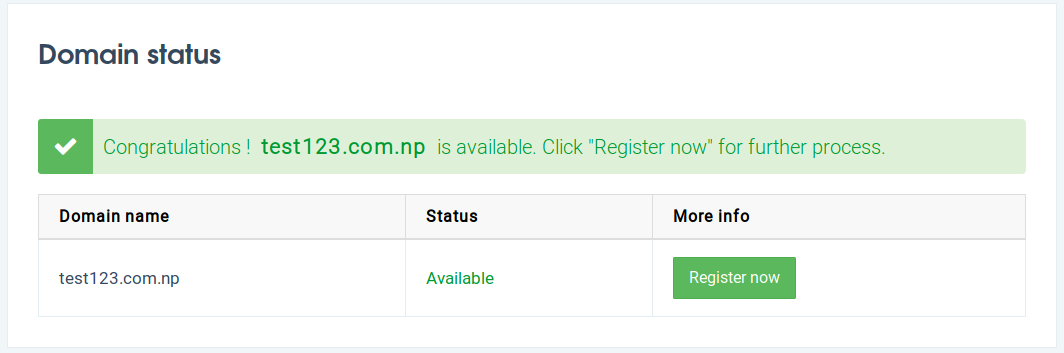 Domain status
Congratulations ! test123.com.np is available. Click "Register now" for further process.
Domain name Status More info
test123.com.np Available Register now